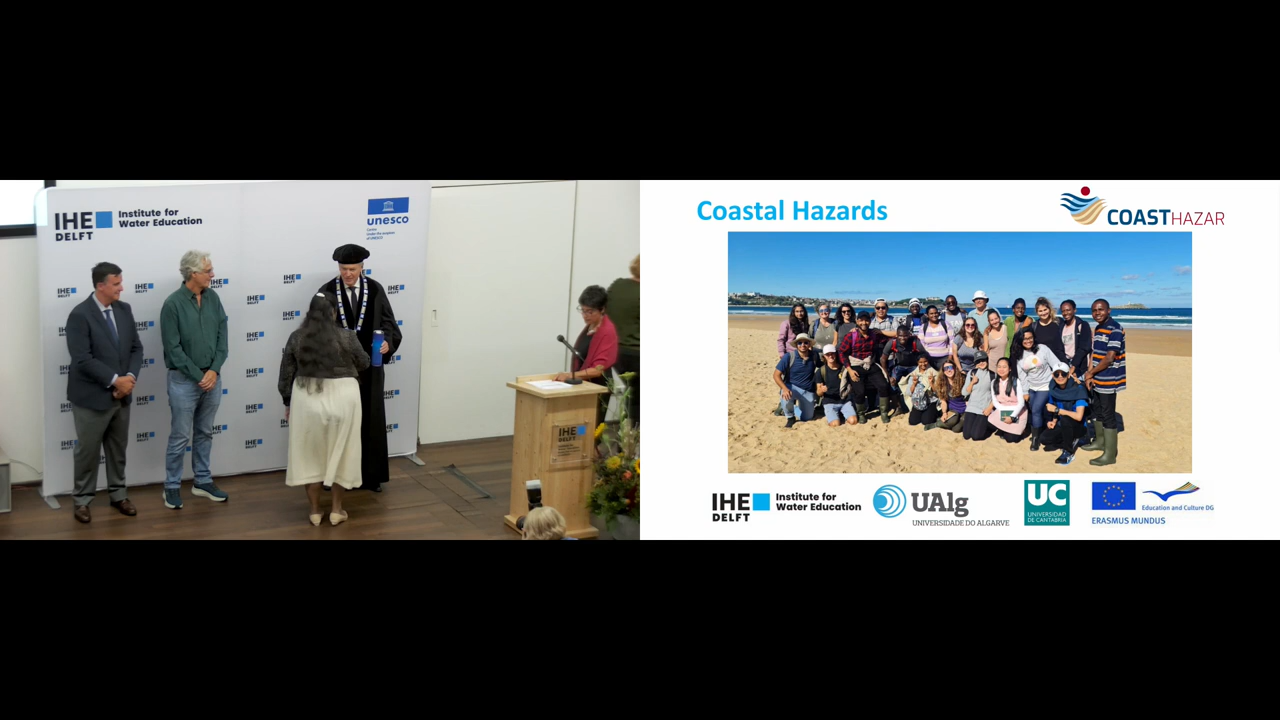 IHE
DELFT
Institute for
Water Education
unesco
IHE
DELFT
Coastal Hazards
COASTHAZAR
IHE
DELFT
Institute for
Water Education
UAlg
UNIVERSIDADE DO ALGARVE
UC
UNIVERSIDAD
DE CANTABRIA
Education and Culture DG
ERASMUS MUNDUS